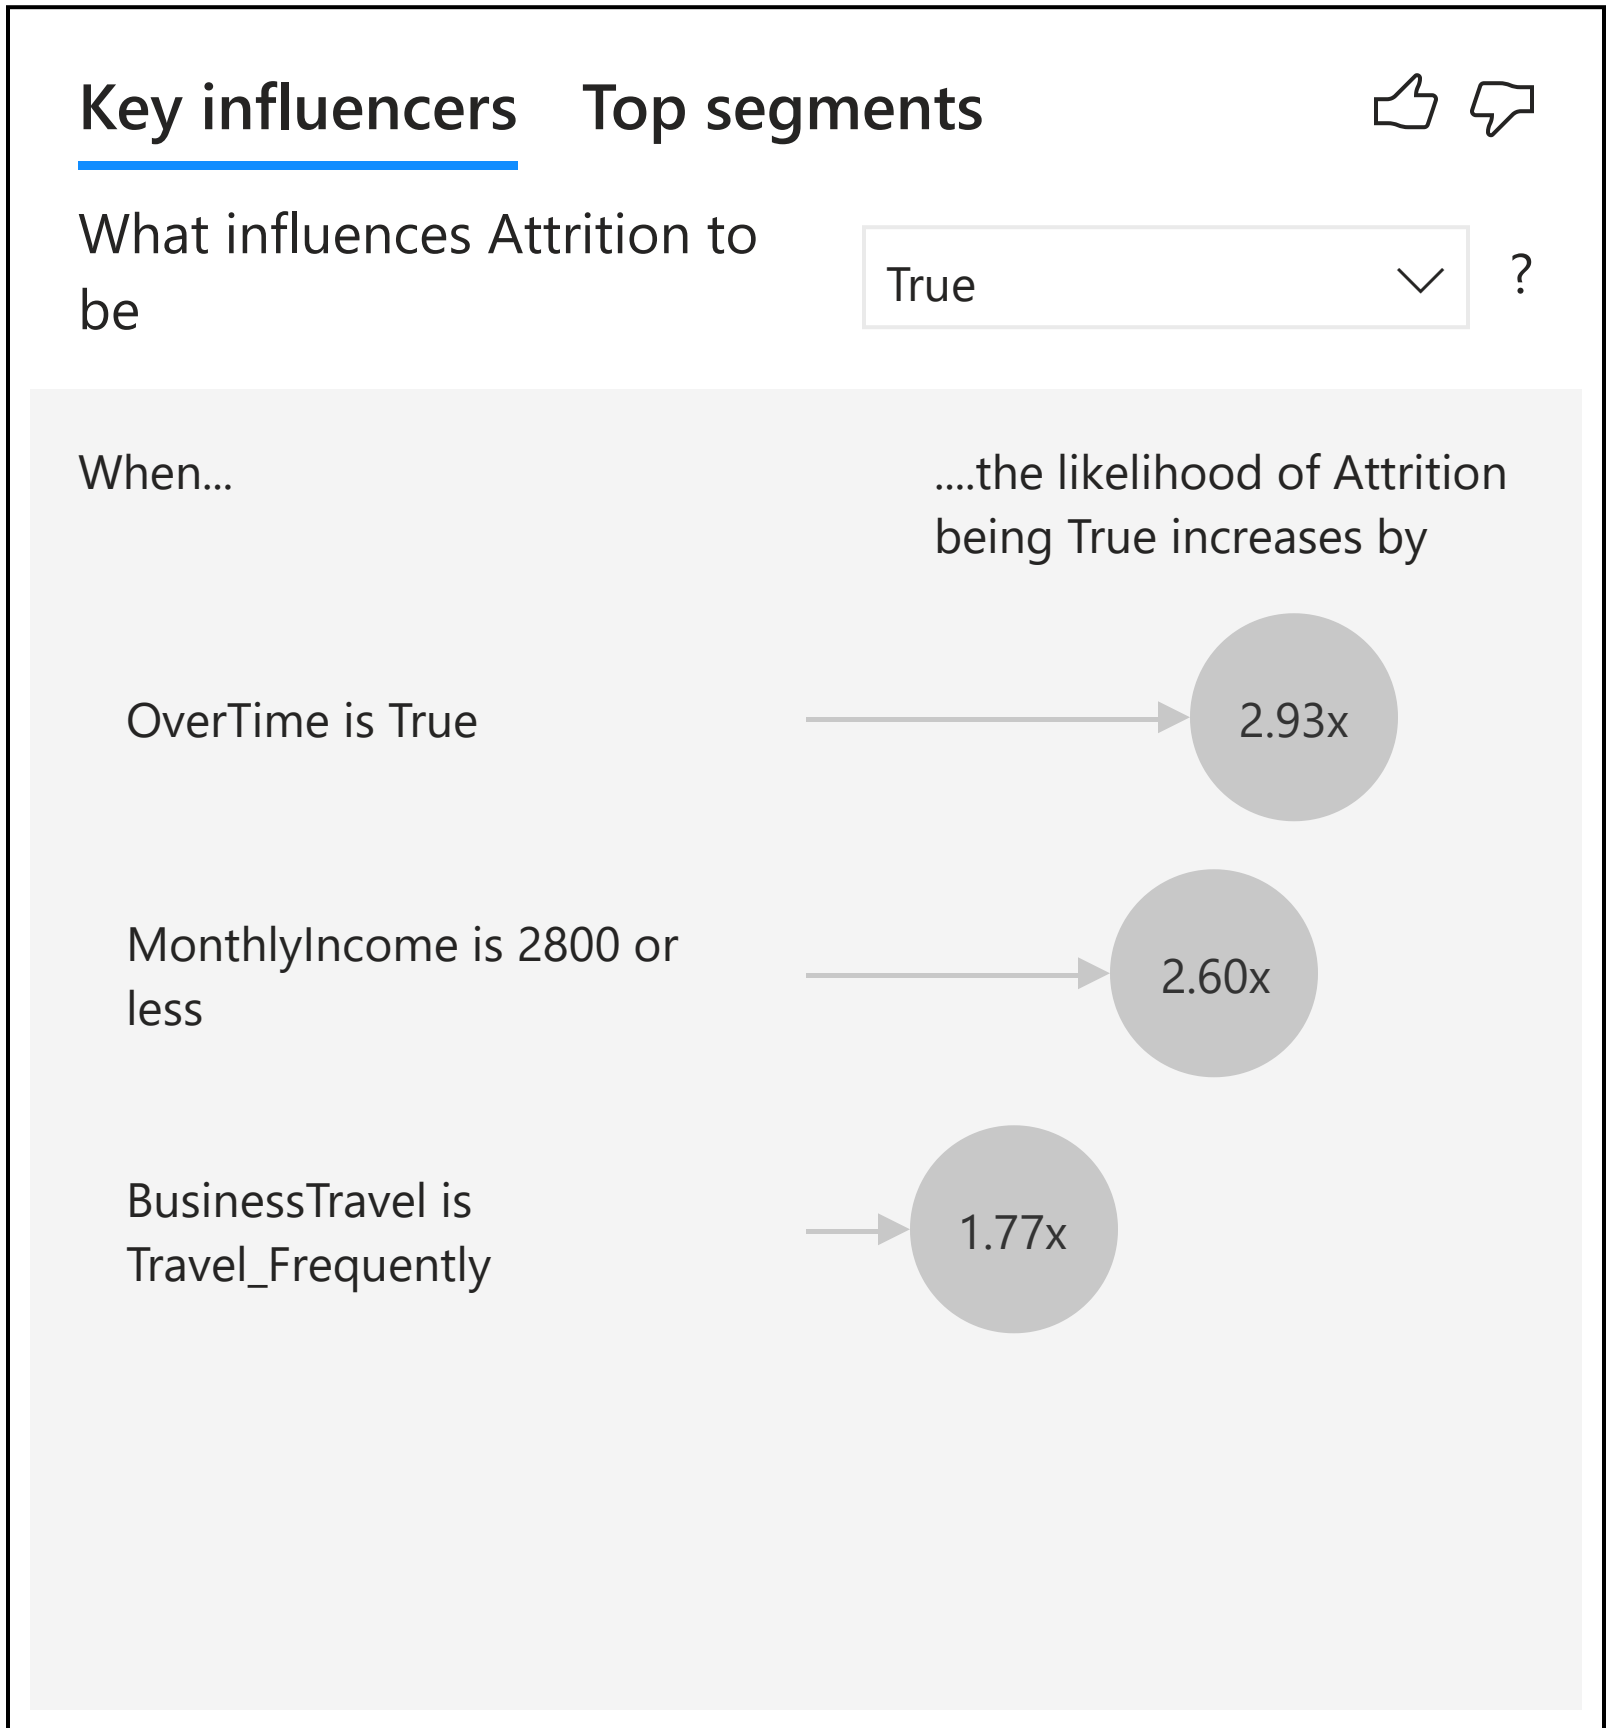 Key influencers Top segments
What influences Attrition to
be
True
?
When...
....the likelihood of Attrition
being True increases by
OverTime is True
2.93x
MonthlyIncome is 2800 or
less
2.60x
BusinessTravel is
Travel_Frequently
1.77x